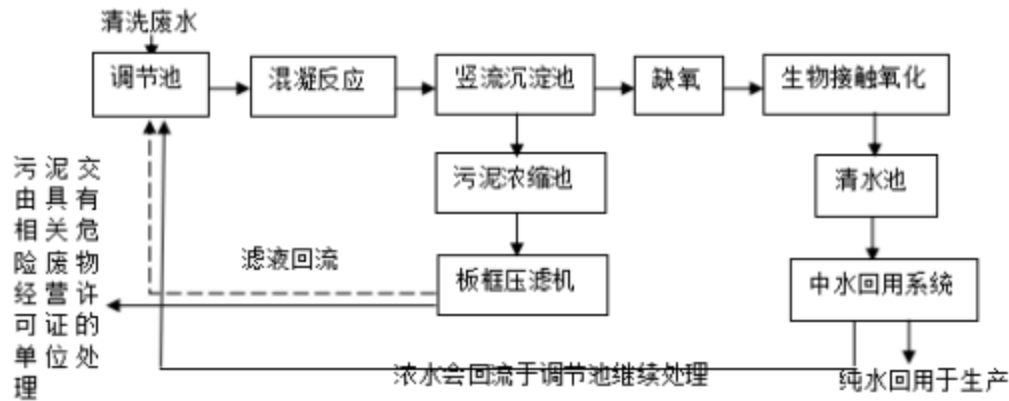 清洗废水
调节池
混凝反应
竖流沉淀池
缺氧
生物接触氧化
污泥浓缩池
清水池
污泥交
由具有
相关危
险废物
经营许
可证的
单位处
理
滤液回流
板框压滤机
中水回用系统
浓水会回流于调节池继续处理
纯水回用于生产